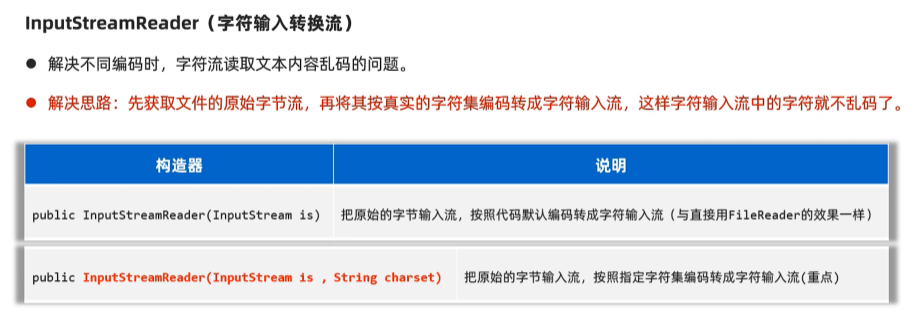 InputStreamReader（字符输入转换流）
● 解决不同编码时，字符流读取文本内容乱码的问题。
● 解决思路：先获取文件的原始字节流，再将其按真实的字符集编码转成字符输入流，这样字符输入流中的字符就不乱码了。
构造器 说明
public InputStreamReader(InputStream is) 把原始的字节输入流，按照代码默认编码转成字符输入流（与直接用FileReader的效果一样）
public InputStreamReader(InputStream is , String charset) 把原始的字节输入流，按照指定字符集编码转成字符输入流(重点)